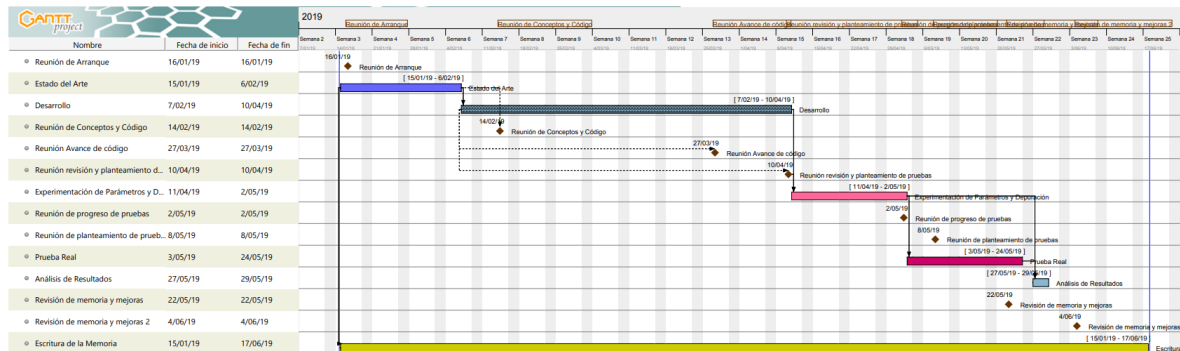 GANTT
project
2019
Reunión de Arranque
Reunión de Conceptos y Código
Semana 2 Semana 3 Semana 4 Semana 5 Semana 6 Semana 7 Semana 8 Semana 9 Semana 10 Semana 11 Semana 12 Semana 13 Semana 14 Semana 15 Semana 16 Semana 17 Semana 18 Semana 19 Semana 20 Semana 21 Semana 22 Semana 23 Semana 24 Semana 25
Nombre Fecha de inicio Fecha de fin
Reunión de Arranque 16/01/19 16/01/19
Estado del Arte 15/01/19 6/02/19
Desarrollo 7/02/19 10/04/19
Reunión de Conceptos y Código 14/02/19 14/02/19
Reunión Avance de código 27/03/19 27/03/19
Reunión revisión y planteamiento d... 10/04/19 10/04/19
Experimentación de Parámetros y D... 11/04/19 2/05/19
Reunión de progreso de pruebas 2/05/19 2/05/19
Reunión de planteamiento de prueb... 8/05/19 8/05/19
Prueba Real 3/05/19 24/05/19
Análisis de Resultados 27/05/19 29/05/19
Revisión de memoria y mejoras 22/05/19 22/05/19
Revisión de memoria y mejoras 2 4/06/19 4/06/19
Escritura de la Memoria 15/01/19 17/06/19
16/01/19
Reunión de Arranque
[ 15/01/19 - 6/02/19 ]
Estado del Arte
[ 7/02/19 - 10/04/19 ]
Desarrollo
14/02/19
Reunión de Conceptos y Código
27/03/19
Reunión Avance de código
10/04/19
Reunión revisión y planteamiento de pruebas
[ 11/04/19 - 2/05/19 ]
Experimentación de Parámetros y Depuración
2/05/19
Reunión de progreso de pruebas
8/05/19
Reunión de planteamiento de pruebas
[ 3/05/19 - 24/05/19 ]
Prueba Real
[ 27/05/19 - 29/05/19 ]
Análisis de Resultados
22/05/19
Revisión de memoria y mejoras
4/06/19
Revisión de memoria y mejoras
[ 15/01/19 - 17/06/19 ]
Escritura